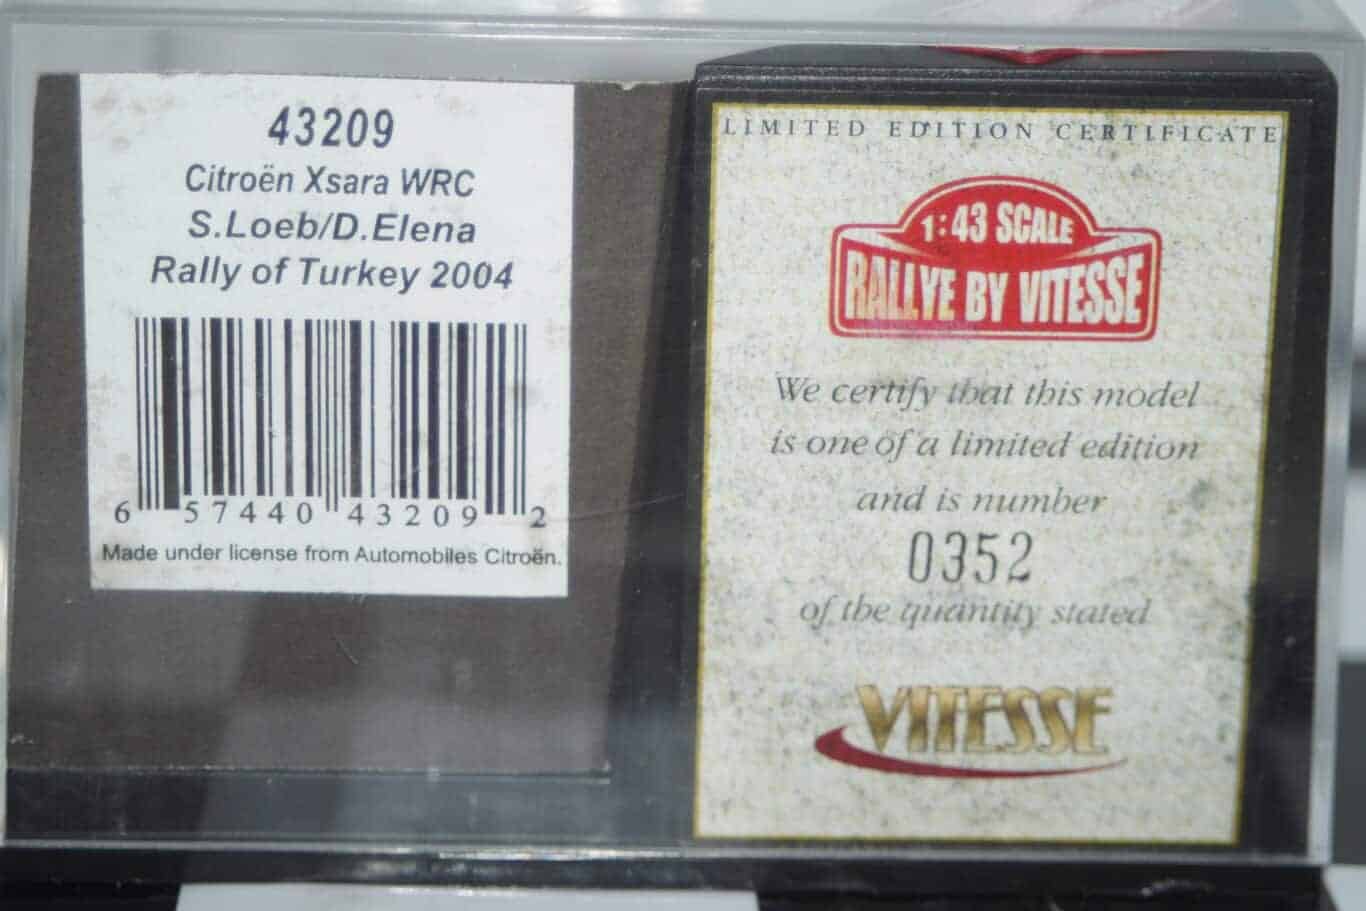 43209
Citroën Xsara WRC
S.Loeb/D.Elena
Rally of Turkey 2004
6 57440 43209 2
Made under license from Automobiles Citroën.
LIMITED EDITION CERTIFICATE
1:43 SCALE
RALLYE BY VITESSE
We certify that this model
is one of a limited edition
and is number
0352
of the quantity stated
VITESSE